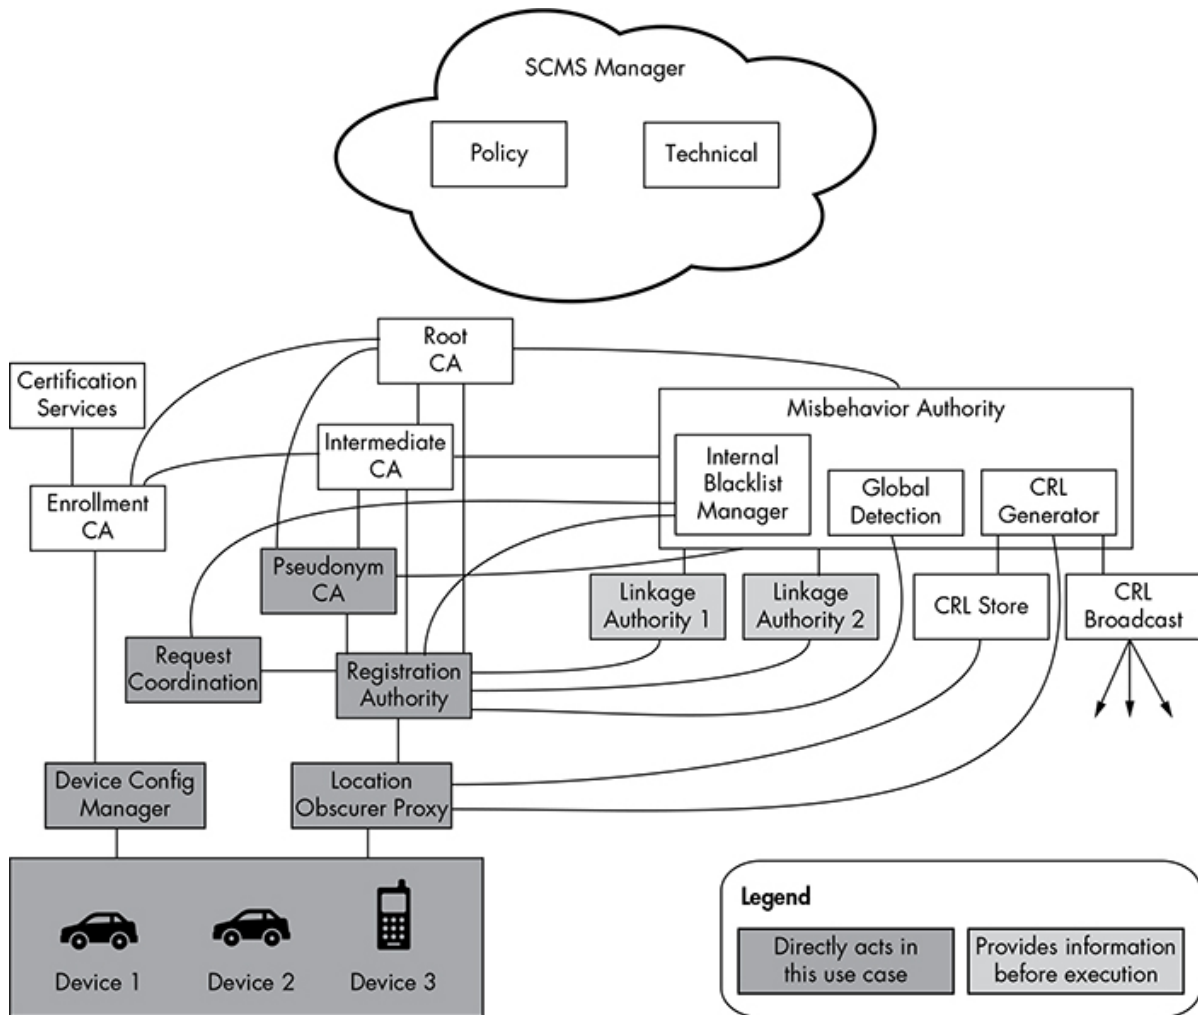 SCMS Manager
Policy
Technical
Root
CA
Certification
Services
Misbehavior Authority
Intermediate
CA
Internal
Blacklist
Manager
Global
Detection
CRL
Generator
Enrollment
CA
Pseudonym
CA
Linkage
Authority 1
Linkage
Authority 2
CRL Store
CRL
Broadcast
Request
Coordination
Registration
Authority
Device Config
Manager
Location
Obscurer Proxy
Device 1
Device 2
Device 3
Legend
Directly acts in
this use case
Provides information
before execution